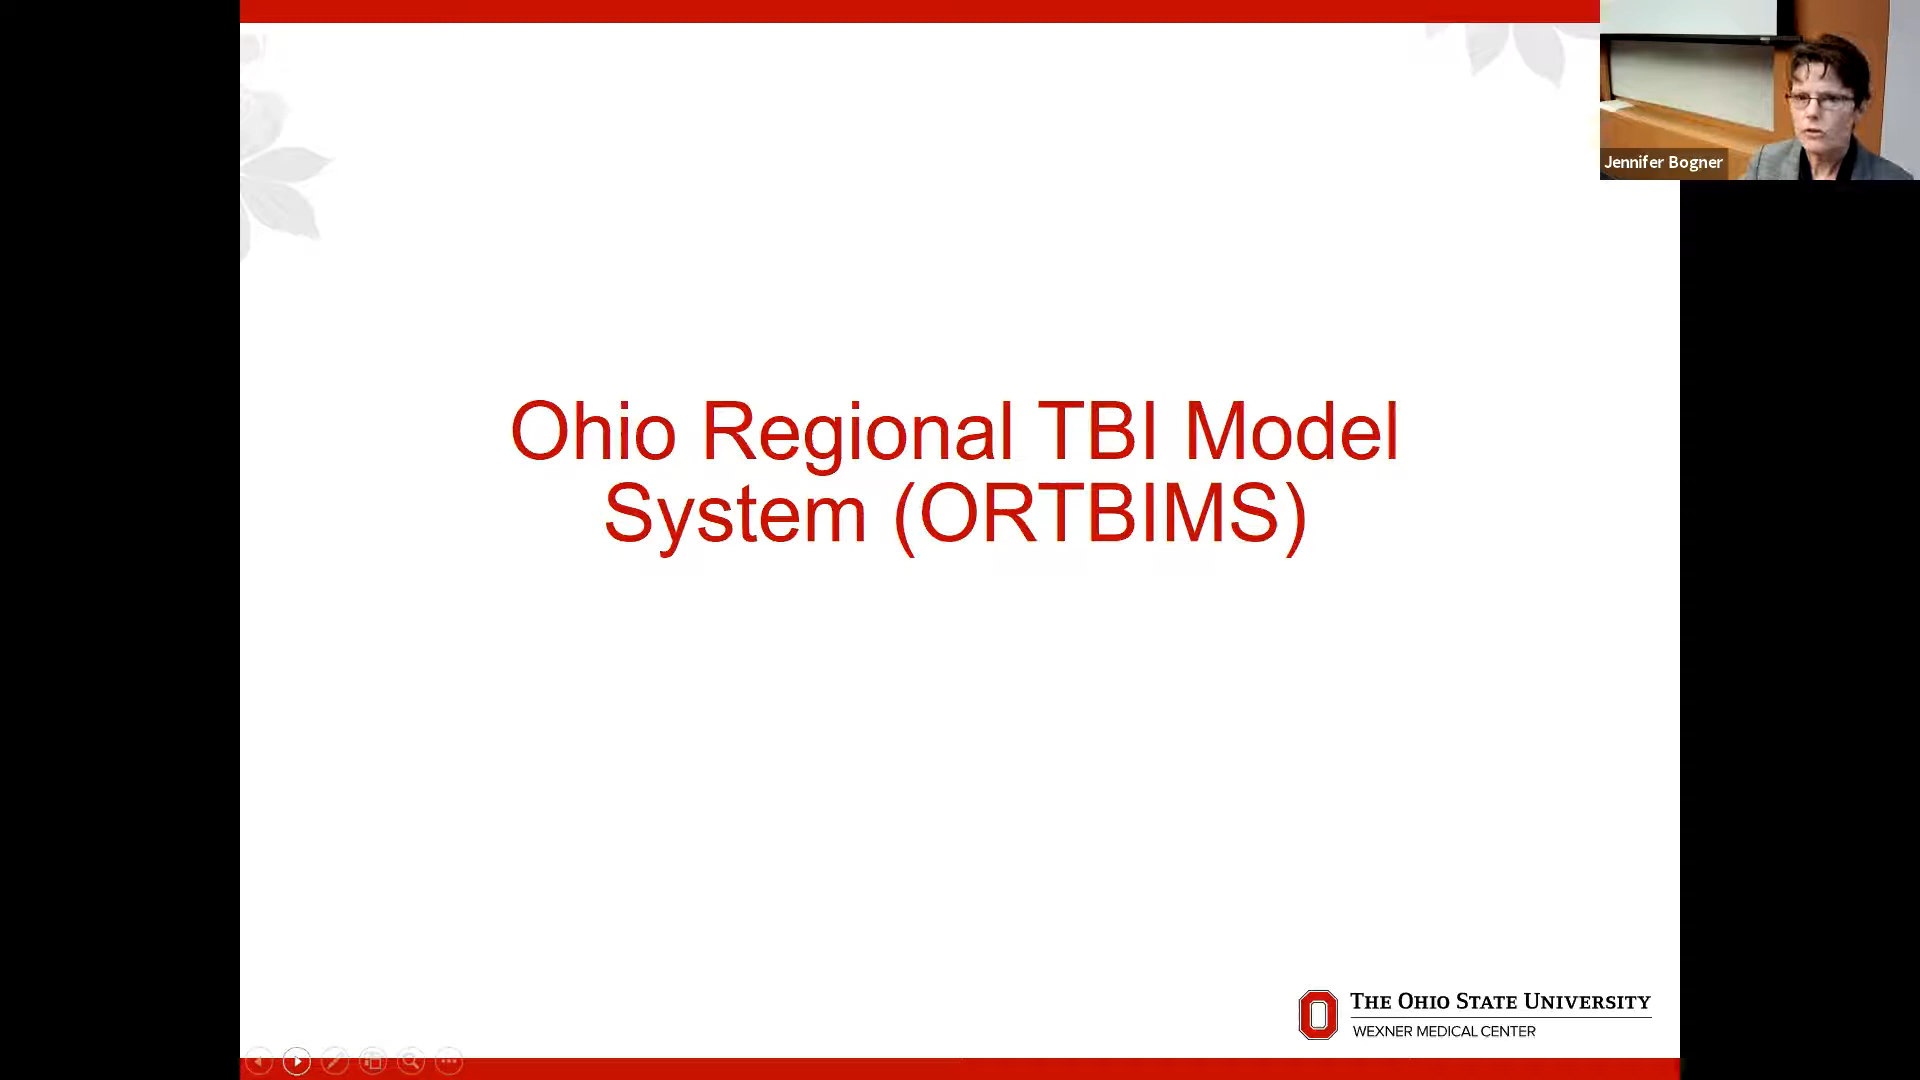 Jennifer Bogner
Ohio Regional TBI Model
System (ORTBIMS)
THE OHIO STATE UNIVERSITY
WEXNER MEDICAL CENTER